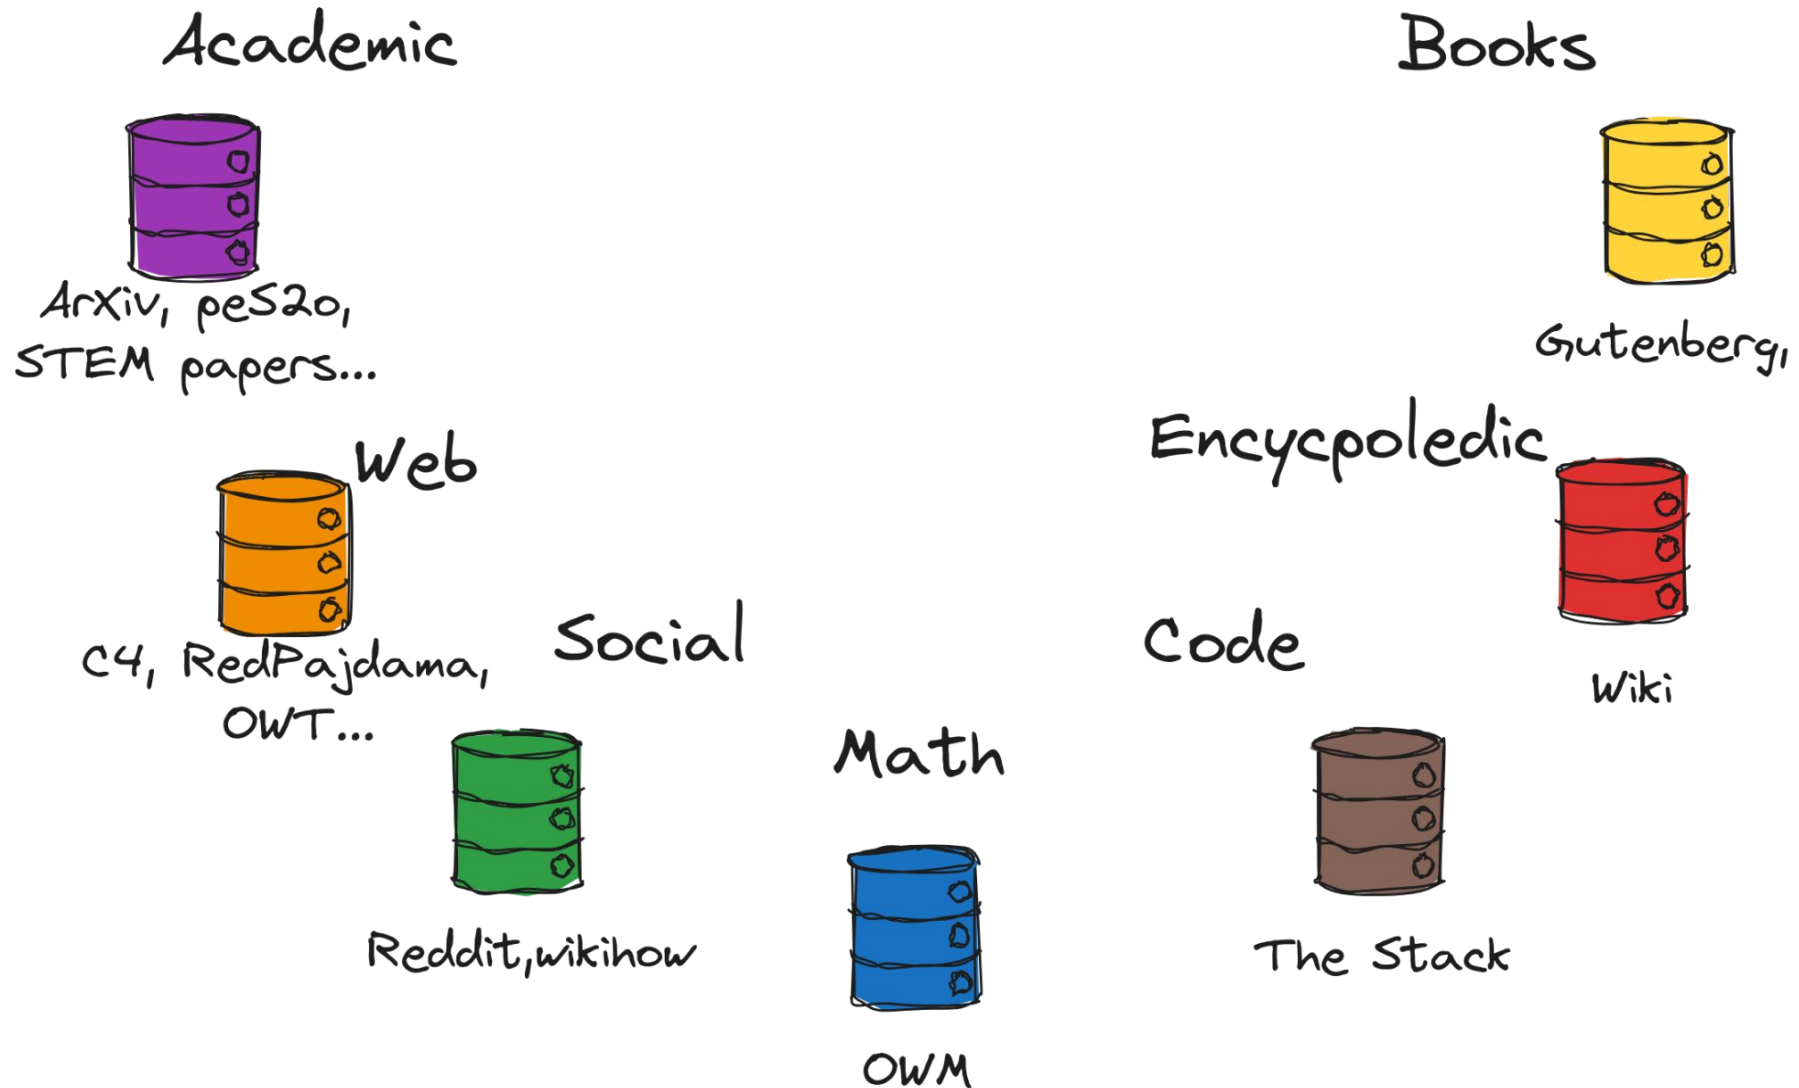 Academic
Books
ArXiv, peS2o,
STEM papers...
Gutenberg,
Web
Encycpoledic
C4, RedPajdama,
OWT...
Social
Code
Wiki
Math
Reddit,wikihow
The Stack
OWM